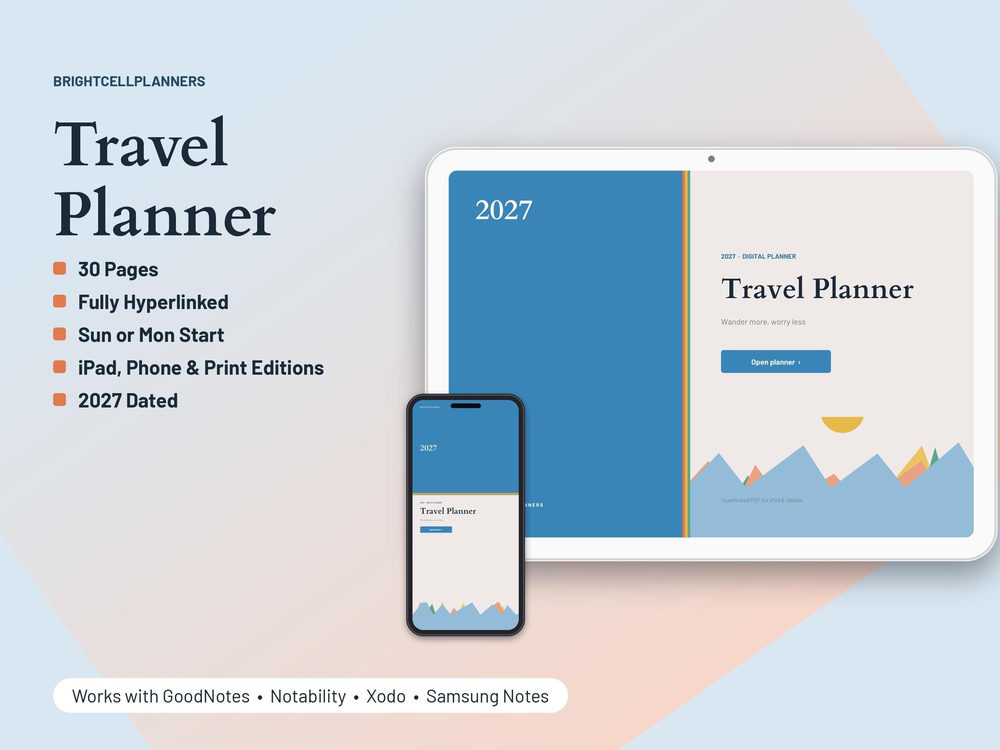 BRIGHTCELLPLANNERS
Travel
Planner
30 Pages
Fully Hyperlinked
Sun or Mon Start
iPad, Phone & Print Editions
2027 Dated
2027
2027 · DIGITAL PLANNER
Travel Planner
Wander more, worry less
Open planner ›
Hyperlinked PDF for iPad & tablets
NNERS
2027
Travel Planner
Works with GoodNotes • Notability • Xodo • Samsung Notes